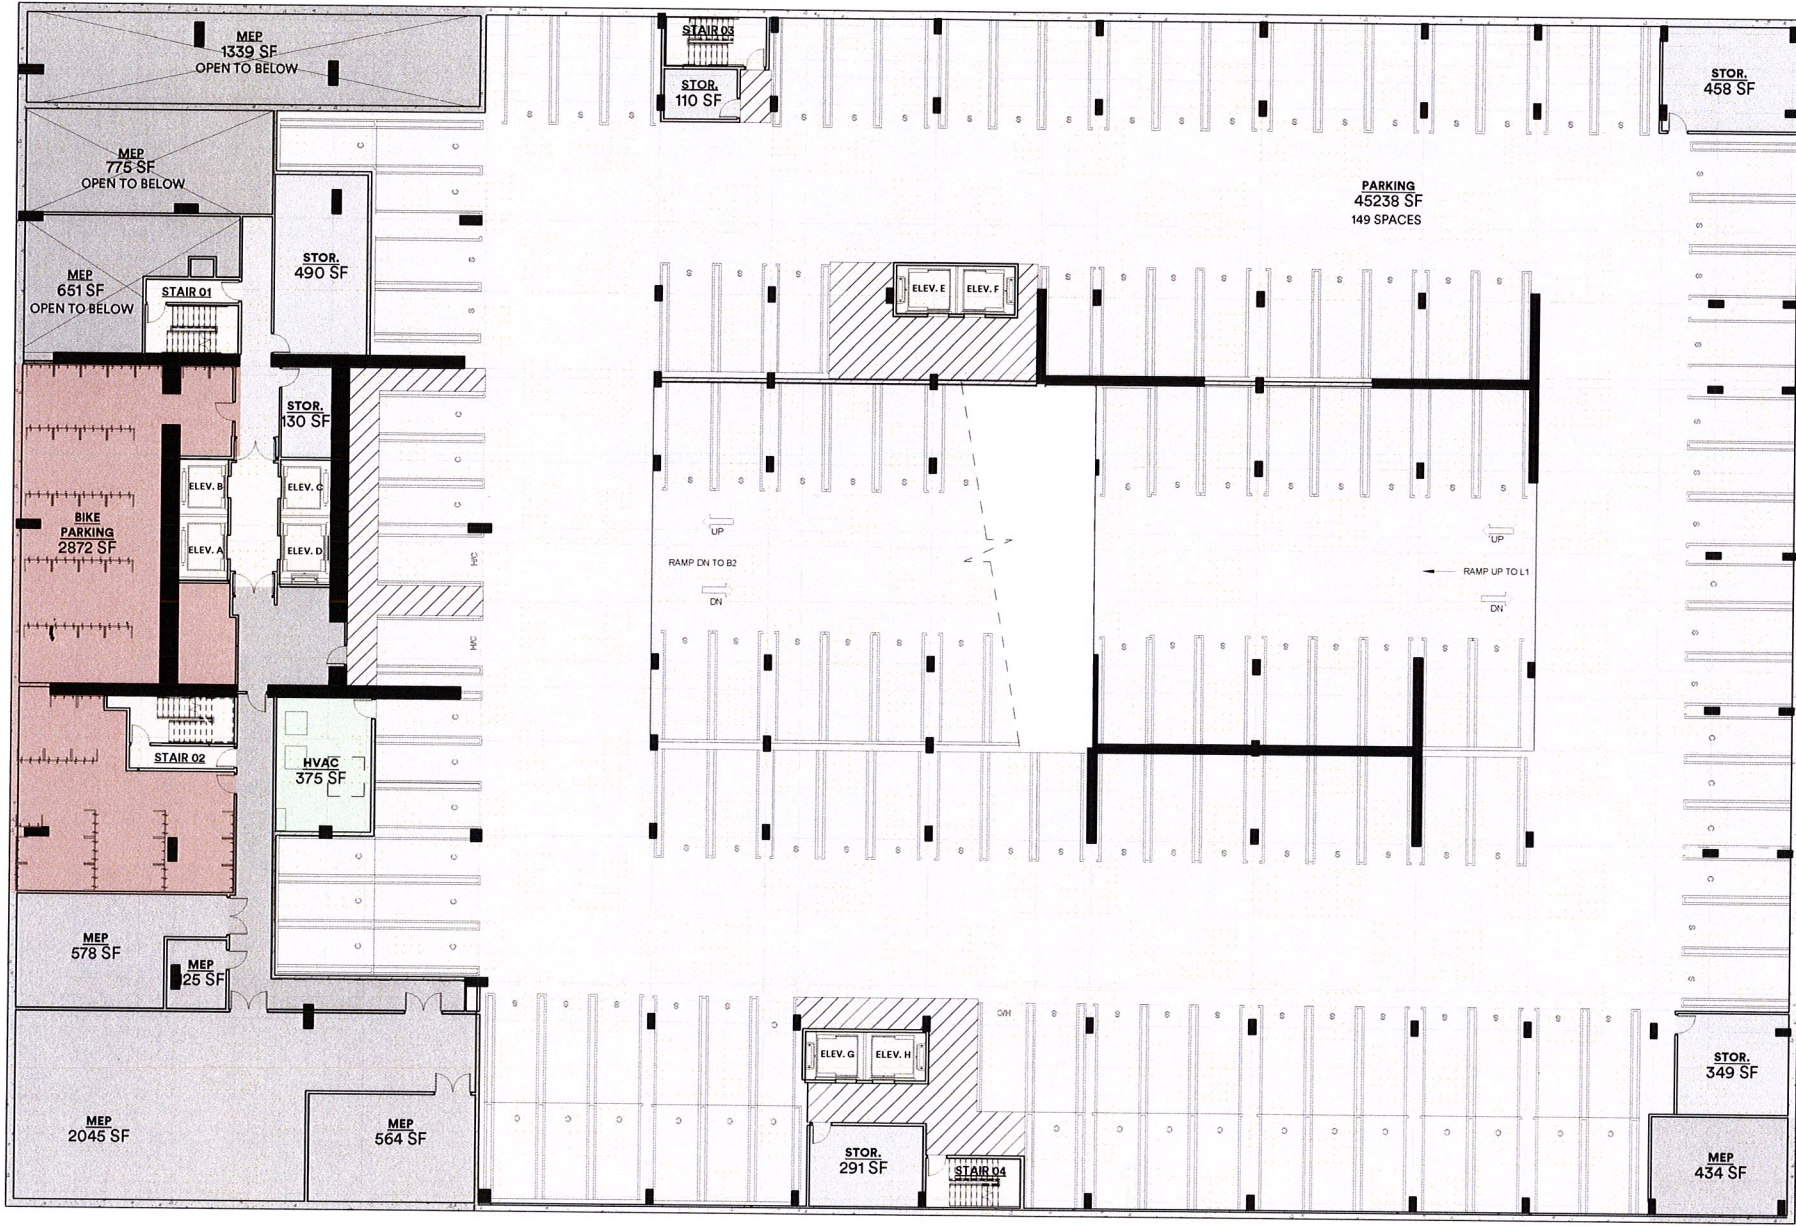 MEP
1339 SF
OPEN TO BELOW
STAIR 03
STOR.
110 SF
STOR.
458 SF
MEP
775 SF
OPEN TO BELOW
PARKING
45238 SF
149 SPACES
STOR.
490 SF
MEP
651 SF
OPEN TO BELOW
STAIR 01
ELEV. E
ELEV. F
STOR.
130 SF
ELEV. B
ELEV. C
BIKE
PARKING
2872 SF
ELEV. A
ELEV. D
H/C
H/C
UP
RAMP DN TO B2
DN
UP
RAMP UP TO L1
DN
STAIR 02
HVAC
375 SF
MEP
578 SF
MEP
25 SF
H/C
ELEV. G
ELEV. H
STOR.
349 SF
MEP
2045 SF
MEP
564 SF
STOR.
291 SF
STAIR 04
MEP
434 SF